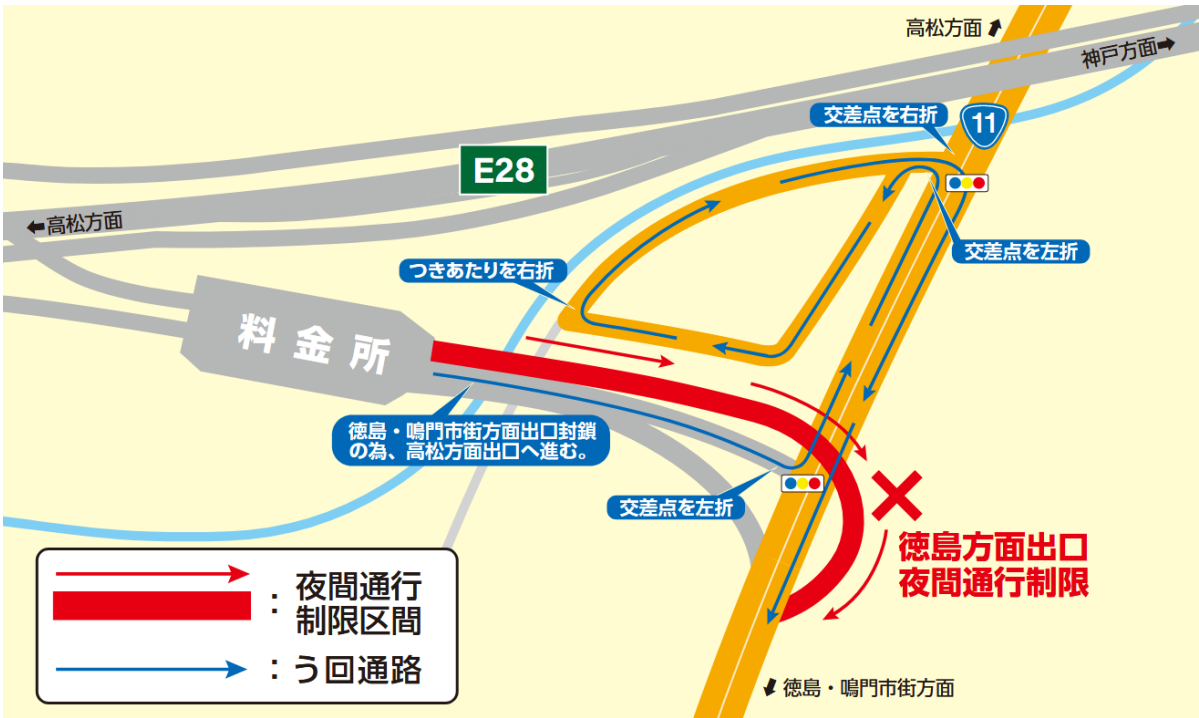 高松方面
神戸方面
交差点を右折
11
E28
高松方面
交差点を左折
つきあたりを右折
料金所
徳島・鳴門市街方面出口封鎖
の為、高松方面出口へ進む。
交差点を左折
徳島方面出口
夜間通行制限
：夜間通行
制限区間
：う回通路
徳島・鳴門市街方面